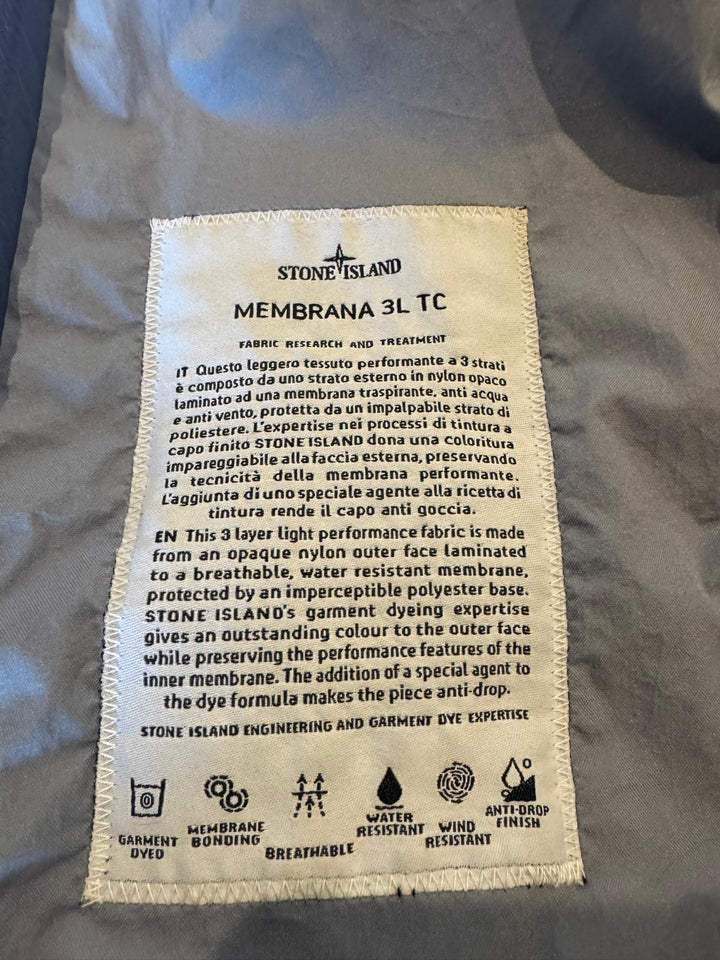 STONE ISLAND
MEMBRANA 3L TC
FABRIC RESEARCH AND TREATMENT
IT Questo leggero tessuto performante a 3 strati
è composto da uno strato esterno in nylon opaco
laminato ad una membrana traspirante, anti acqua
e anti vento, protetta da un impalpabile strato di
poliestere. L'expertise nei processi di tintura a
capo finito STONE ISLAND dona una coloritura
impareggiabile alla faccia esterna, preservando
la tecnicità della membrana performante.
L'aggiunta di uno speciale agente alla ricetta di
tintura rende il capo anti goccia.
EN This 3 layer light performance fabric is made
from an opaque nylon outer face laminated
to a breathable, water resistant membrane,
protected by an imperceptible polyester base.
STONE ISLAND's garment dyeing expertise
gives an outstanding colour to the outer face
while preserving the performance features of the
inner membrane. The addition of a special agent to
the dye formula makes the piece anti-drop.
STONE ISLAND ENGINEERING AND GARMENT DYE EXPERTISE
GARMENT
DYED
MEMBRANE
BONDING
BREATHABLE
WATER
RESISTANT
WIND
RESISTANT
ANTI-DROP
FINISH